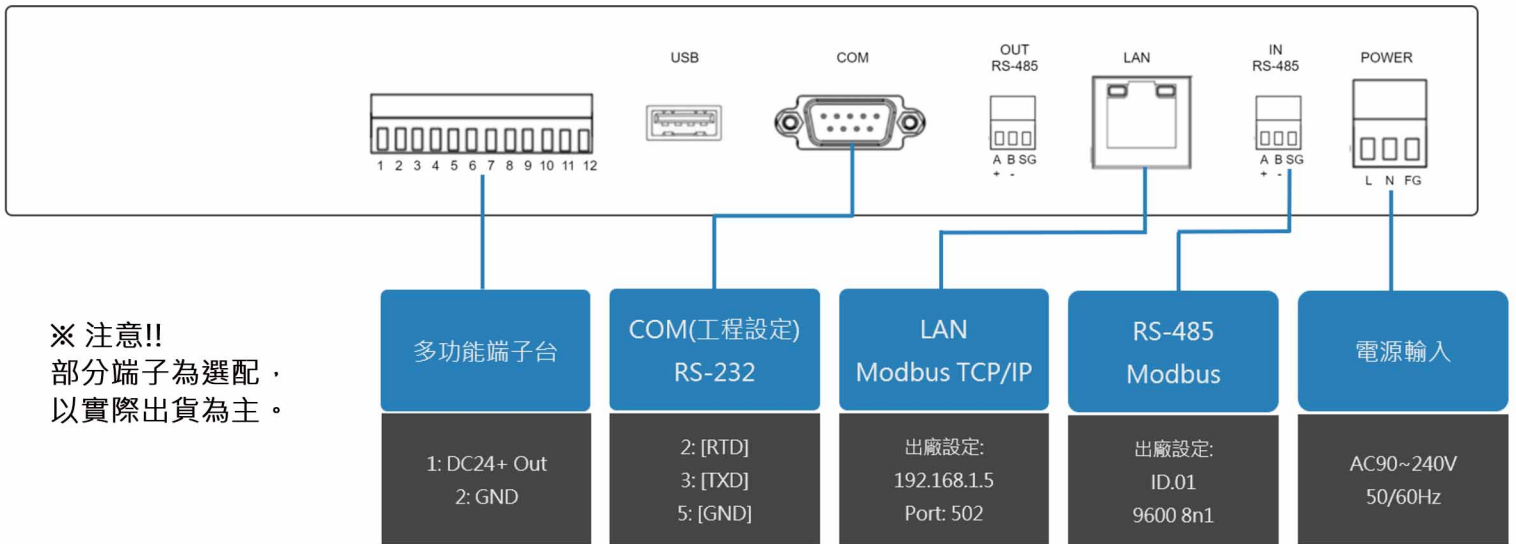 USB
COM
OUT
RS-485
LAN
IN
RS-485
POWER
1 2 3 4 5 6 7 8 9 10 11 12
A B SG
+ -
A B SG
+ -
L N FG
※ 注意!!
部分端子為選配，
以實際出貨為主。
多功能端子台
1: DC24+ Out
2: GND
COM(工程設定)
RS-232
2: [RTD]
3: [TXD]
5: [GND]
LAN
Modbus TCP/IP
出廠設定:
192.168.1.5
Port: 502
RS-485
Modbus
出廠設定:
ID.01
9600 8n1
電源輸入
AC90~240V
50/60Hz